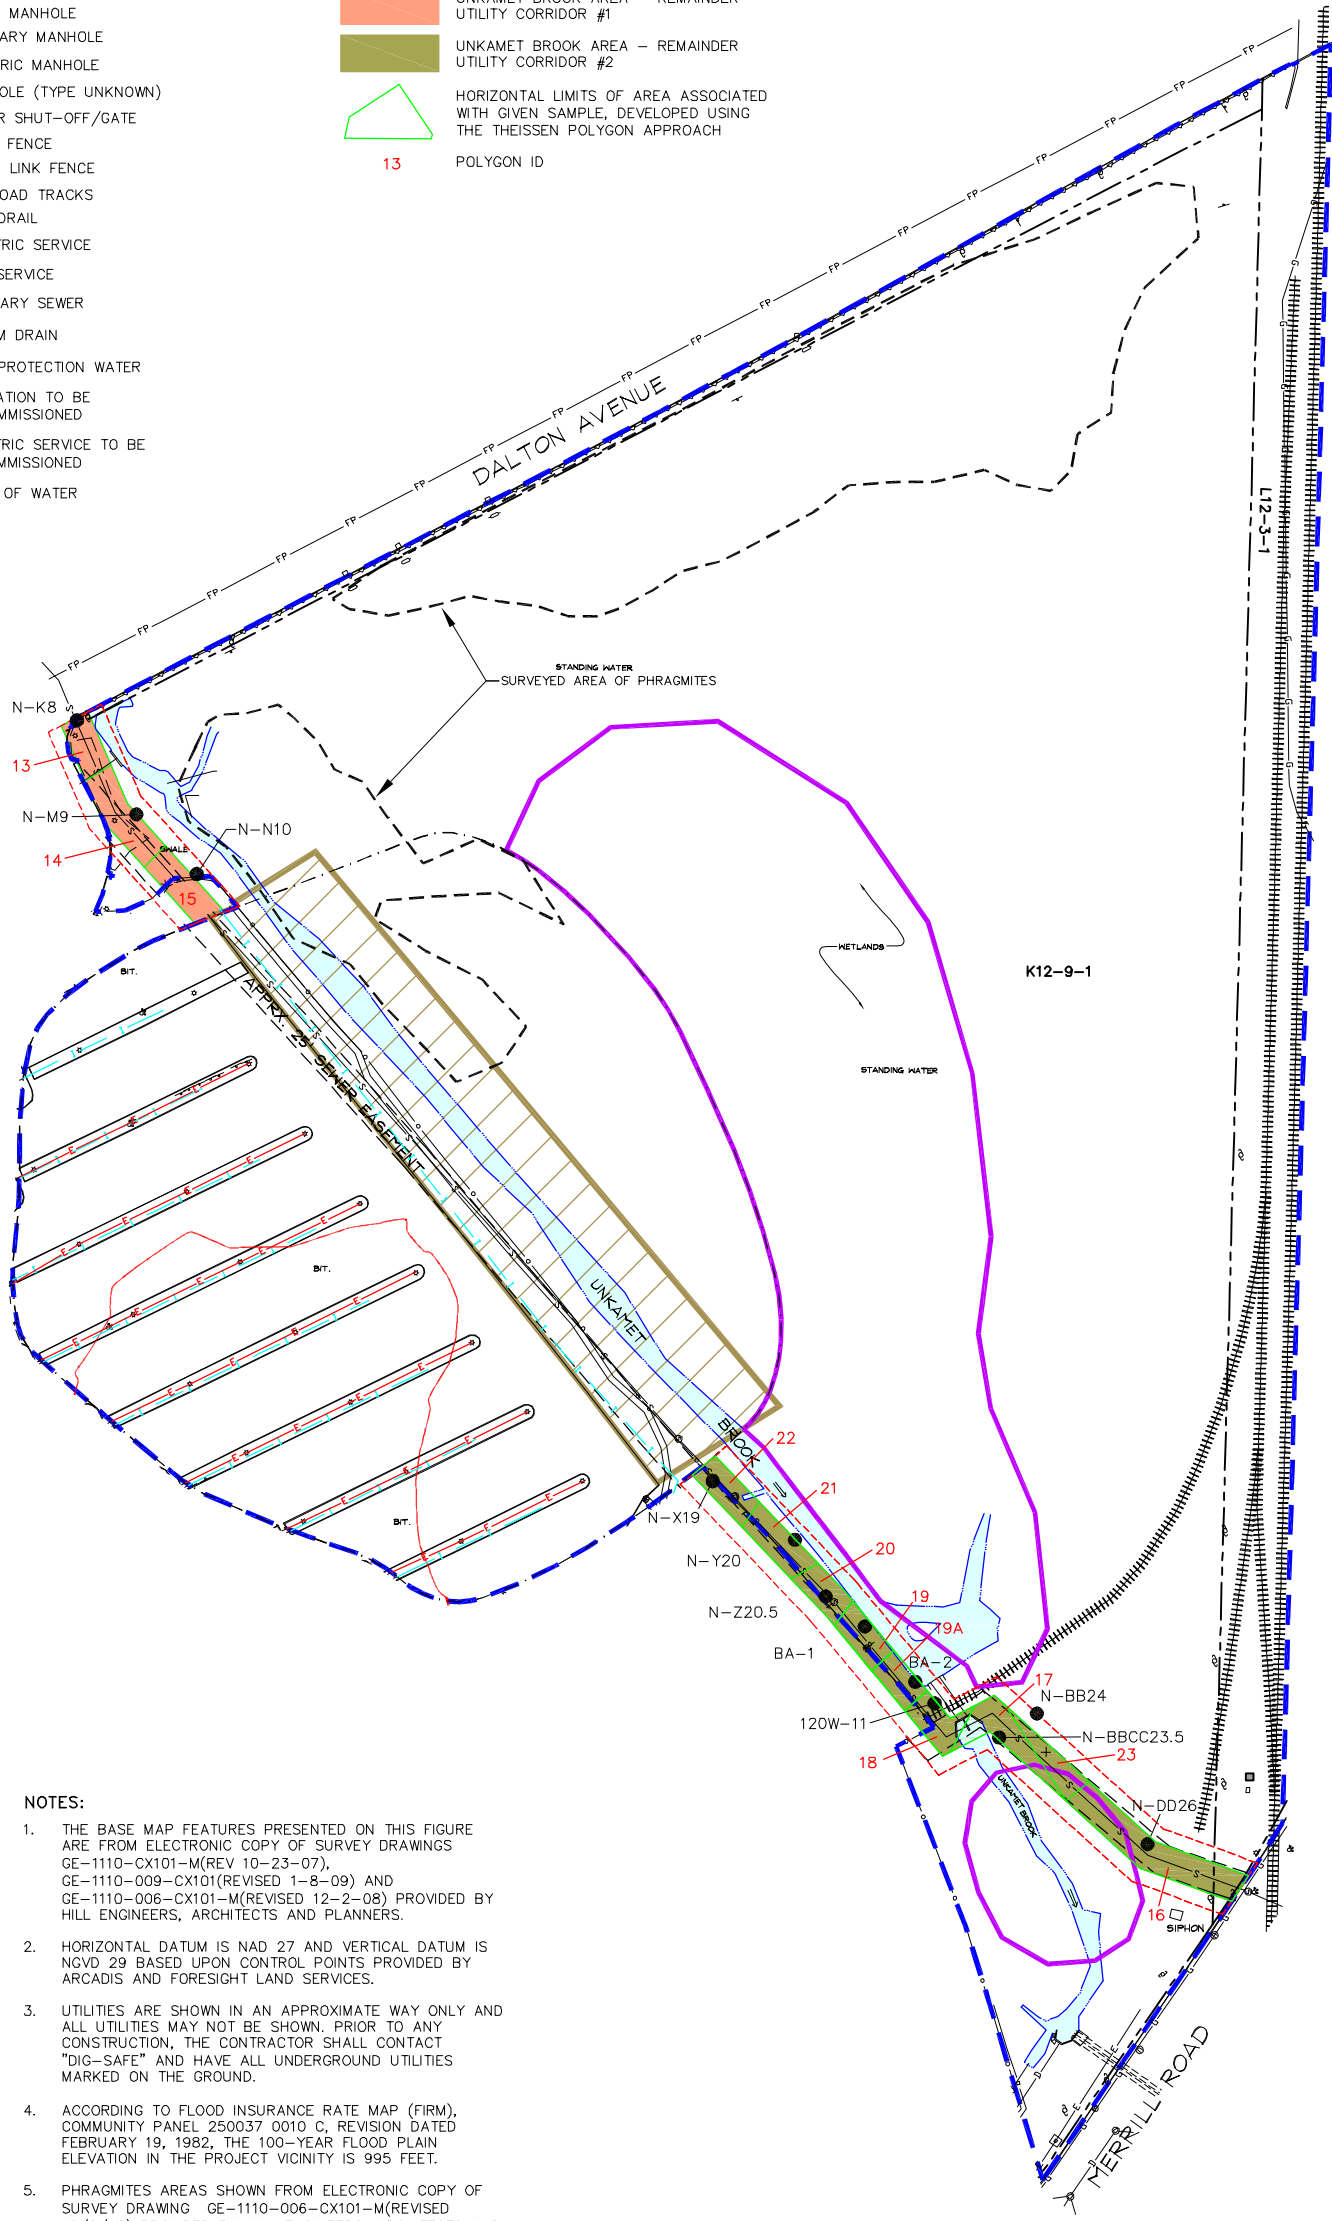 MANHOLE
ARY MANHOLE
RIC MANHOLE
OLE (TYPE UNKNOWN)
R SHUT-OFF/GATE
FENCE
LINK FENCE
OAD TRACKS
DRAIL
TRIC SERVICE
SERVICE
ARY SEWER
M DRAIN
PROTECTION WATER
ATION TO BE
MMISSIONED
TRIC SERVICE TO BE
MMISSIONED
OF WATER
UNKAMET BROOK AREA – REMAINDER
UTILITY CORRIDOR #1
UNKAMET BROOK AREA – REMAINDER
UTILITY CORRIDOR #2
HORIZONTAL LIMITS OF AREA ASSOCIATED
WITH GIVEN SAMPLE, DEVELOPED USING
THE THEISSEN POLYGON APPROACH
13 POLYGON ID
DALTON AVENUE
L12-3-1
STANDING WATER
SURVEYED AREA OF PHRAGMITES
N-K8
13
N-M9
14
N-N10
SWALE
15
BIT.
APPRX. 25' SEWER EASEMENT
WETLANDS
K12-9-1
STANDING WATER
BIT.
UNKAMET
BROOK
BIT.
22
21
N-X19
N-Y20
20
N-Z20.5
19
19A
BA-1
BA-2
17
N-BB24
120W-11
N-BBCC23.5
18
23
UNKAMET BROOK
N-DD26
16
SIPHON
MERRILL ROAD
NOTES:
1. THE BASE MAP FEATURES PRESENTED ON THIS FIGURE
ARE FROM ELECTRONIC COPY OF SURVEY DRAWINGS
GE-1110-CX101-M(REV 10-23-07),
GE-1110-009-CX101(REVISED 1-8-09) AND
GE-1110-006-CX101-M(REVISED 12-2-08) PROVIDED BY
HILL ENGINEERS, ARCHITECTS AND PLANNERS.
2. HORIZONTAL DATUM IS NAD 27 AND VERTICAL DATUM IS
NGVD 29 BASED UPON CONTROL POINTS PROVIDED BY
ARCADIS AND FORESIGHT LAND SERVICES.
3. UTILITIES ARE SHOWN IN AN APPROXIMATE WAY ONLY AND
ALL UTILITIES MAY NOT BE SHOWN. PRIOR TO ANY
CONSTRUCTION, THE CONTRACTOR SHALL CONTACT
"DIG-SAFE" AND HAVE ALL UNDERGROUND UTILITIES
MARKED ON THE GROUND.
4. ACCORDING TO FLOOD INSURANCE RATE MAP (FIRM),
COMMUNITY PANEL 250037 0010 C, REVISION DATED
FEBRUARY 19, 1982, THE 100-YEAR FLOOD PLAIN
ELEVATION IN THE PROJECT VICINITY IS 995 FEET.
5. PHRAGMITES AREAS SHOWN FROM ELECTRONIC COPY OF
SURVEY DRAWING GE-1110-006-CX101-M(REVISED